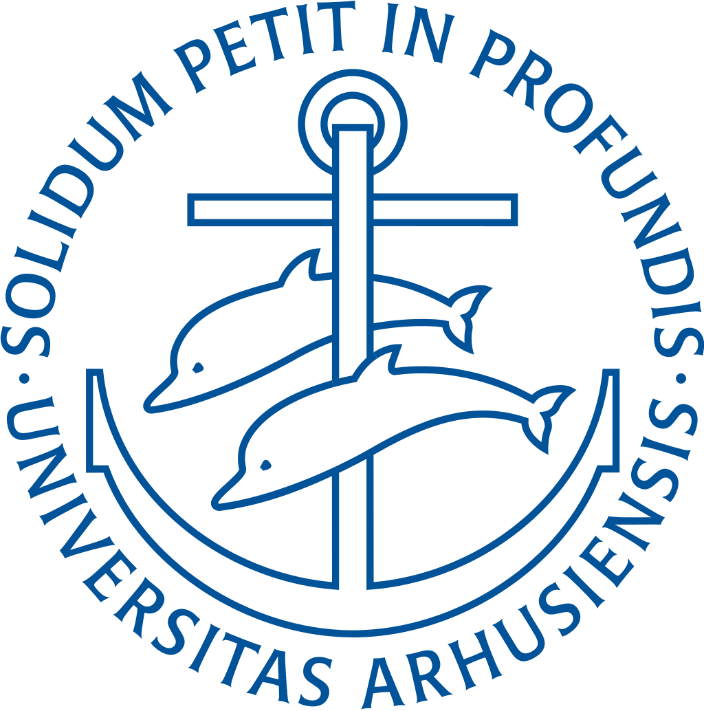 SOLIDUM PETIT IN PROFUNDIS
· UNIVERSITAS ARHUSIENSIS ·